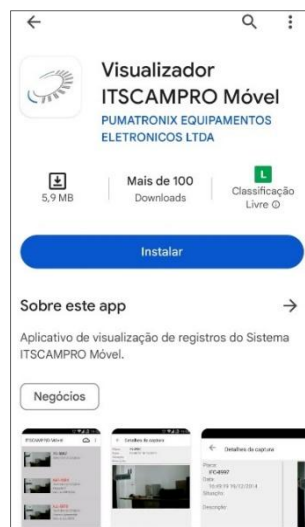 Visualizador
ITSCAMPRO Móvel
PUMATRONIX EQUIPAMENTOS
ELETRONICOS LTDA
5,9 MB
Mais de 100
Downloads
L
Classificação
Livre
Instalar
Sobre este app
Aplicativo de visualização de registros do Sistema
ITSCAMPRO Móvel.
Negócios
ITSCAMPRO Móvel
Detalhes da captura
Detalhes da captura
Placa
Data
Situação
Descrição